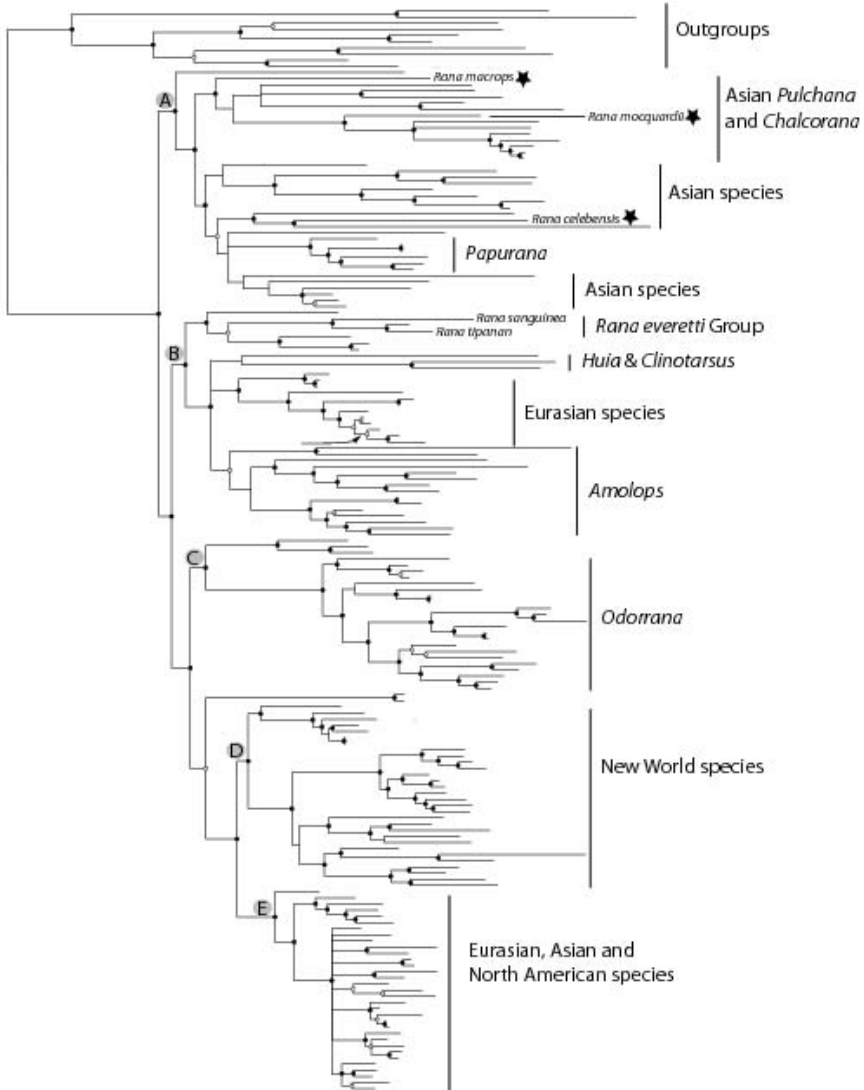 Outgroups
A
Rana macrops
Asian Pulchana
and Chalcorana
Rana mocquardii
Asian species
Rana celebensis
Papurana
Asian species
Rana sanguinea
Rana everetti Group
Rana tipanan
B
Huia & Clinotarsus
Eurasian species
Amolops
C
Odorrana
D
New World species
E
Eurasian, Asian and
North American species